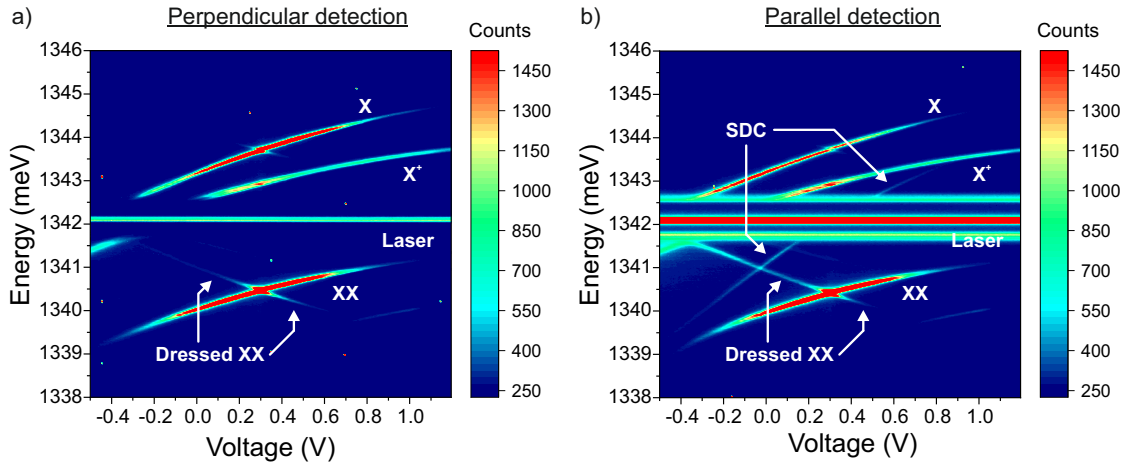 a) Perpendicular detection
Counts
1346
1345
1344
1343
1342
1341
1340
1339
1338
Energy (meV)
X
X+
Laser
XX
Dressed XX
-0.4 -0.2 0.0 0.2 0.4 0.6 0.8 1.0
Voltage (V)
1450
1300
1150
1000
850
700
550
400
250
b) Parallel detection
Counts
1346
1345
1344
1343
1342
1341
1340
1339
1338
Energy (meV)
X
SDC
X+
Laser
XX
Dressed XX
-0.4 -0.2 0.0 0.2 0.4 0.6 0.8 1.0
Voltage (V)
1450
1300
1150
1000
850
700
550
400
250